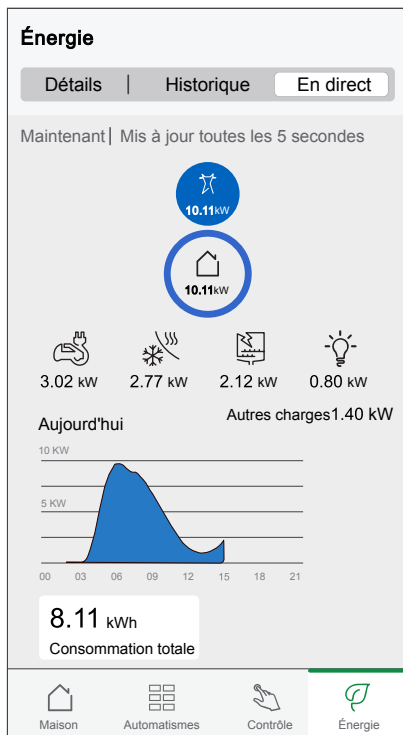 Énergie
Détails | Historique En direct
Maintenant| Mis à jour toutes les 5 secondes
10.11kW
10.11kW
3.02 kW 2.77 kW 2.12 kW 0.80 kW
Autres charges1.40 kW
Aujourd'hui
10 KW
5 KW
00 03 06 09 12 15 18 21
8.11 kWh
Consommation totale
Maison Automatismes Contrôle Énergie